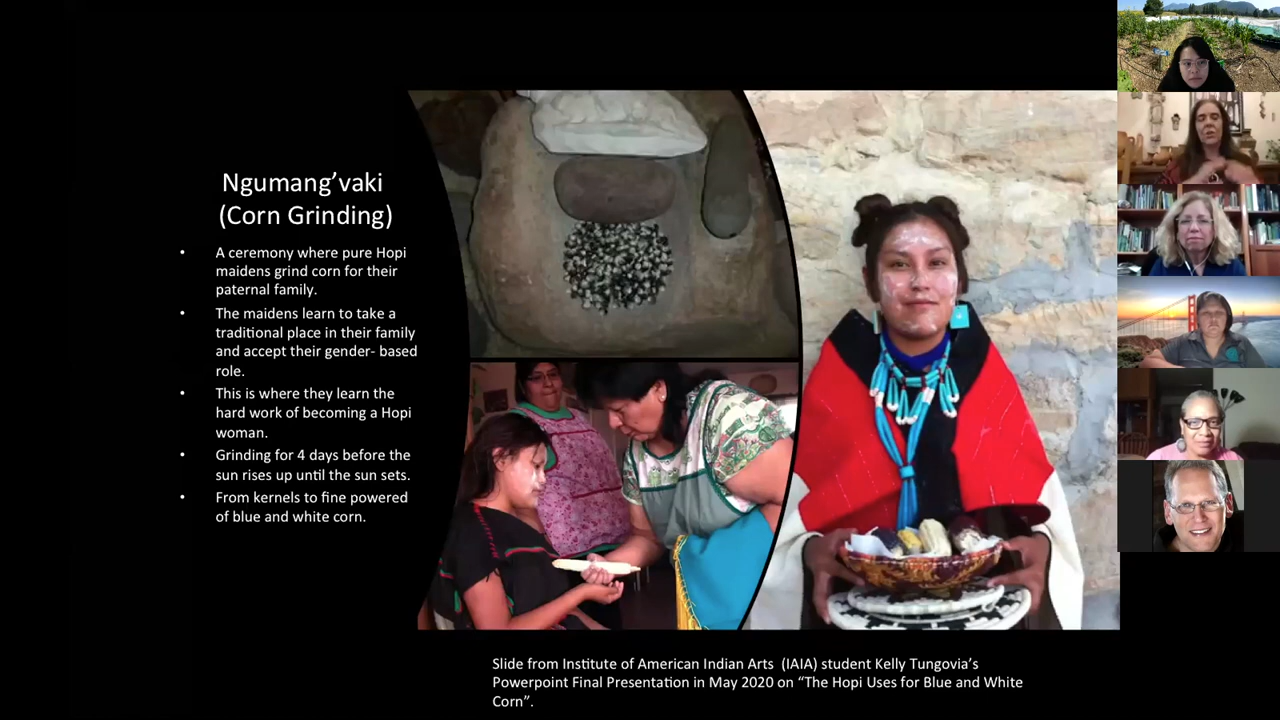 Ngumang’vaki
(Corn Grinding)
• A ceremony where pure Hopi
maidens grind corn for their
paternal family.
• The maidens learn to take a
traditional place in their family
and accept their gender- based
role.
• This is where they learn the
hard work of becoming a Hopi
woman.
• Grinding for 4 days before the
sun rises up until the sun sets.
• From kernels to fine powered
of blue and white corn.
Slide from Institute of American Indian Arts (IAIA) student Kelly Tungovia’s
Powerpoint Final Presentation in May 2020 on “The Hopi Uses for Blue and White
Corn”.